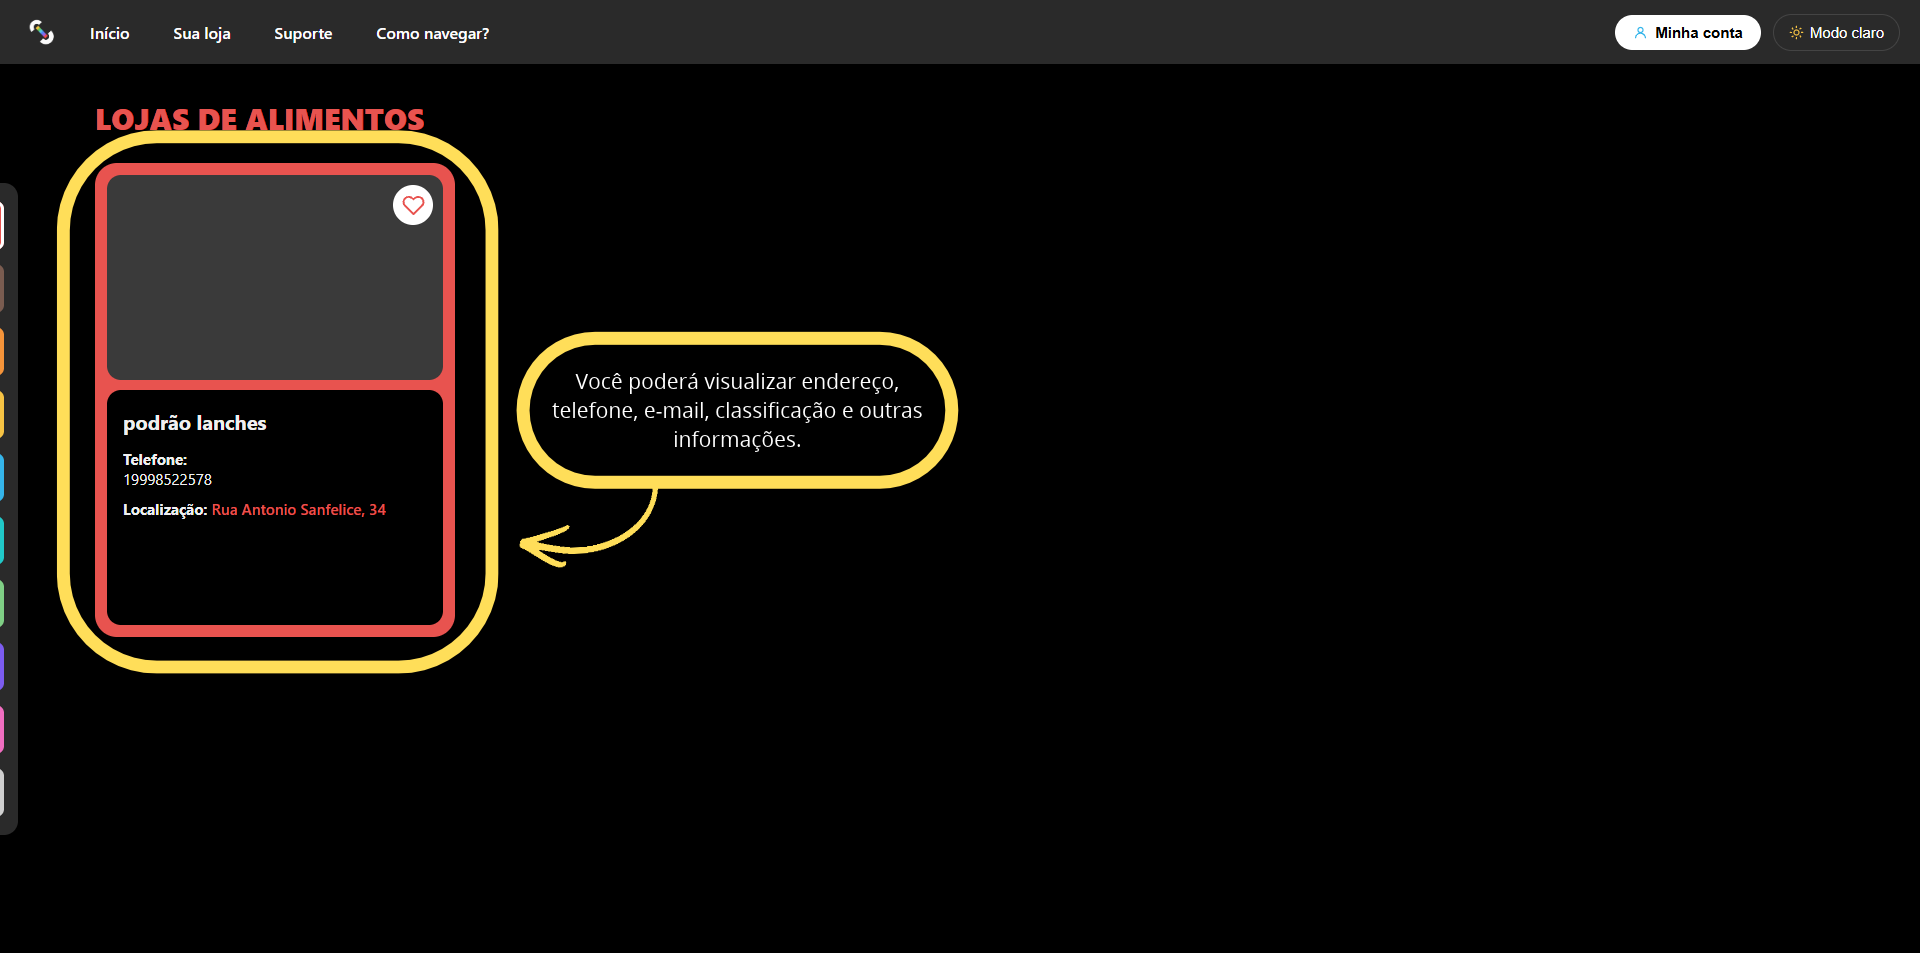 Início
Sua loja
Suporte
Como navegar?
Minha conta
Modo claro
LOJAS DE ALIMENTOS
podrão lanches
Telefone:
19998522578
Localização: Rua Antonio Sanfelice, 34
Você poderá visualizar endereço,
telefone, e-mail, classificação e outras
informações.